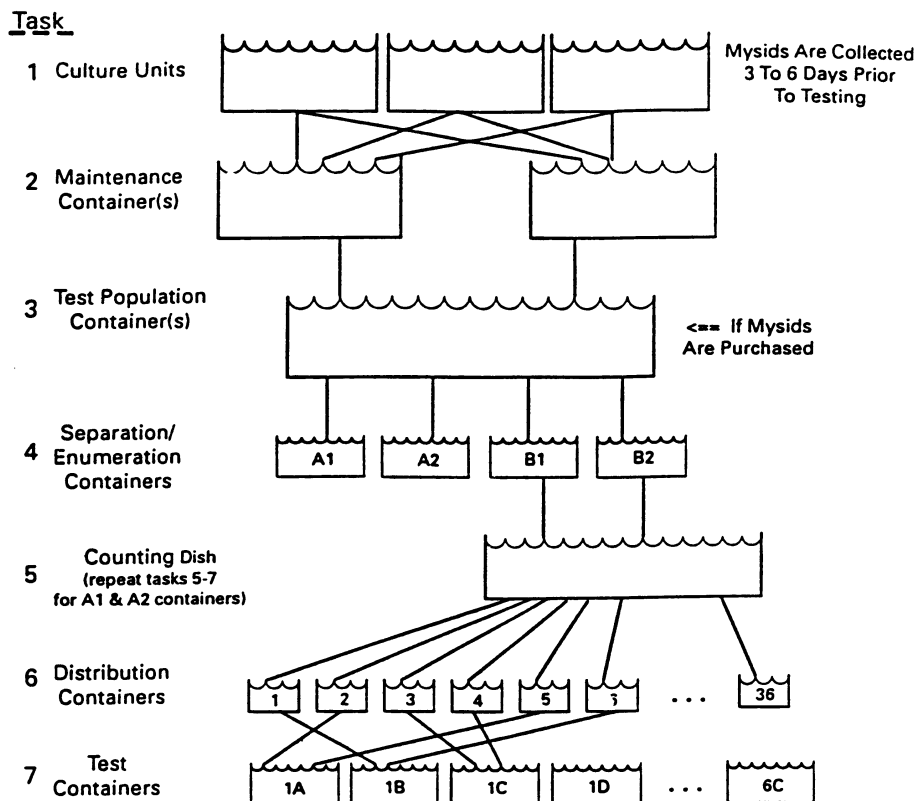 Task
1 Culture Units
Mysids Are Collected
3 To 6 Days Prior
To Testing
2 Maintenance
Container(s)
3 Test Population
Container(s)
<== If Mysids
Are Purchased
4 Separation/
Enumeration
Containers
A1 A2 B1 B2
5 Counting Dish
(repeat tasks 5-7
for A1 & A2 containers)
6 Distribution
Containers
1 2 3 4 5 ... 36
7 Test
Containers
1A 1B 1C 1D ... 6C